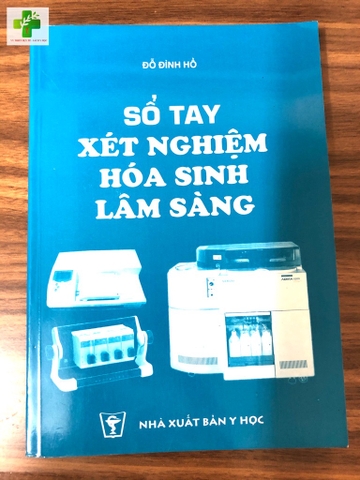 ĐỖ ĐÌNH HỒ
SỔ TAY
XÉT NGHIỆM
HÓA SINH
LÂM SÀNG
NHÀ XUẤT BẢN Y HỌC